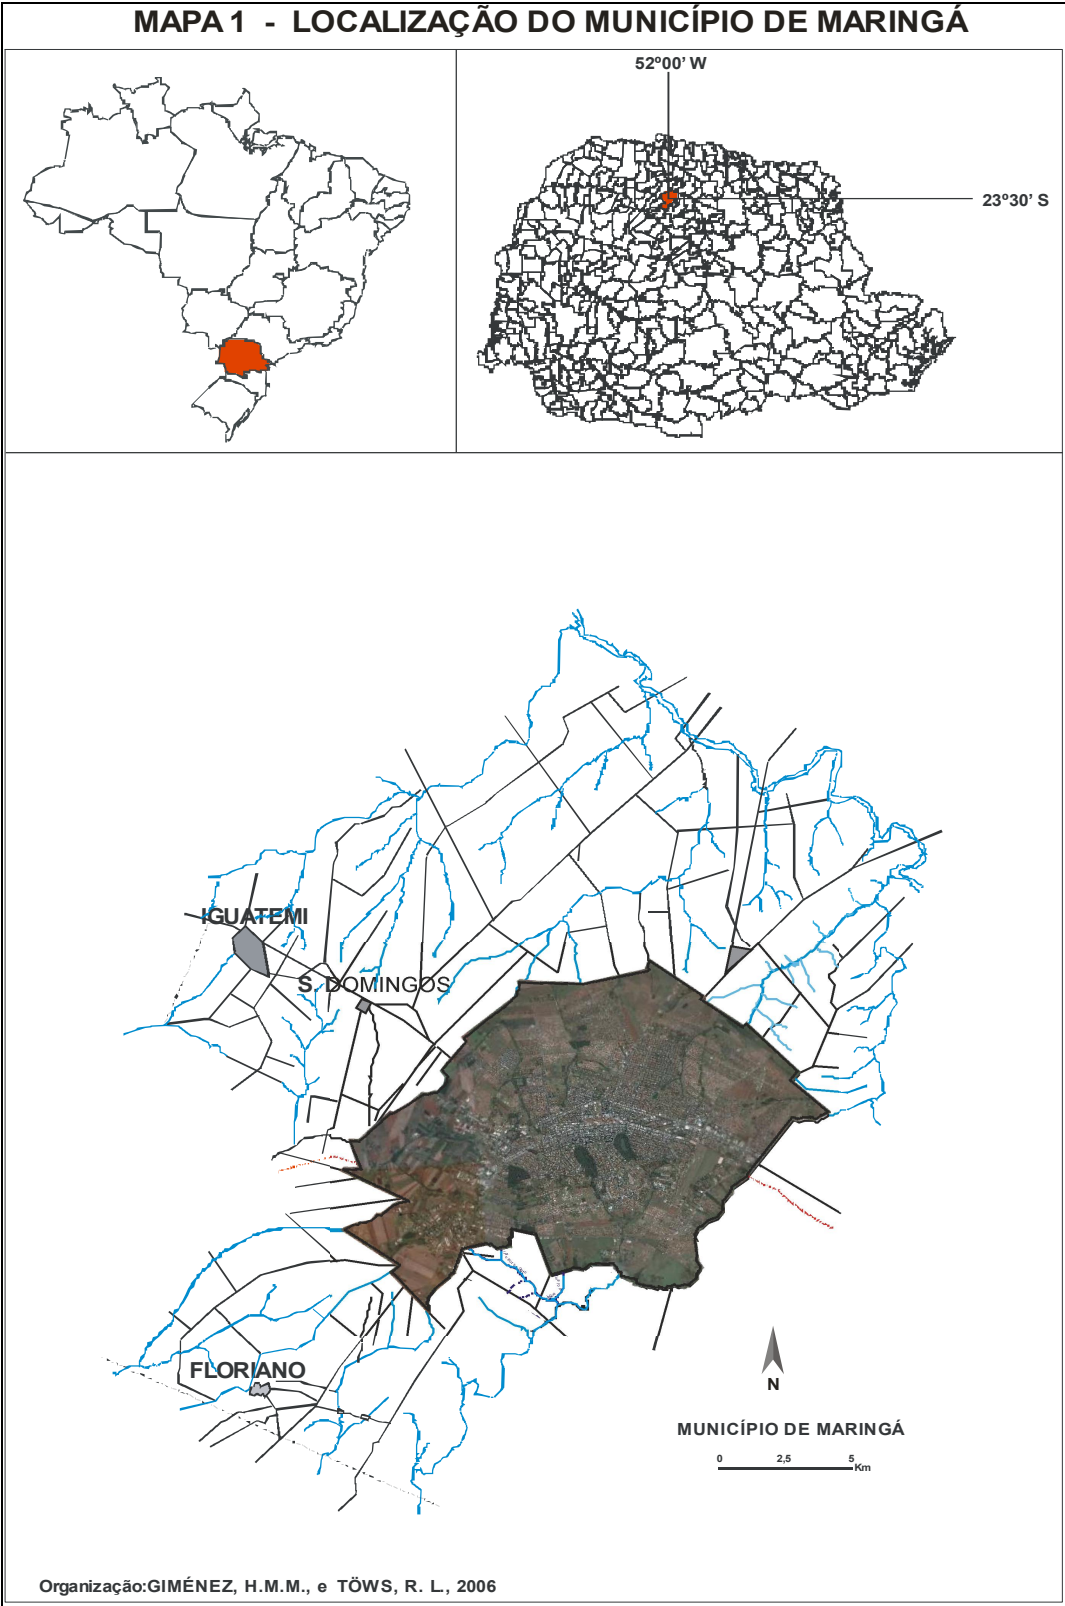 MAPA 1 - LOCALIZAÇÃO DO MUNICÍPIO DE MARINGÁ
52º00' W
23º30' S
IGUATEMI
S. DOMINGOS
FLORIANO
N
MUNICÍPIO DE MARINGÁ
0 2,5 5
Km
Organização:GIMÉNEZ, H.M.M., e TÖWS, R. L., 2006